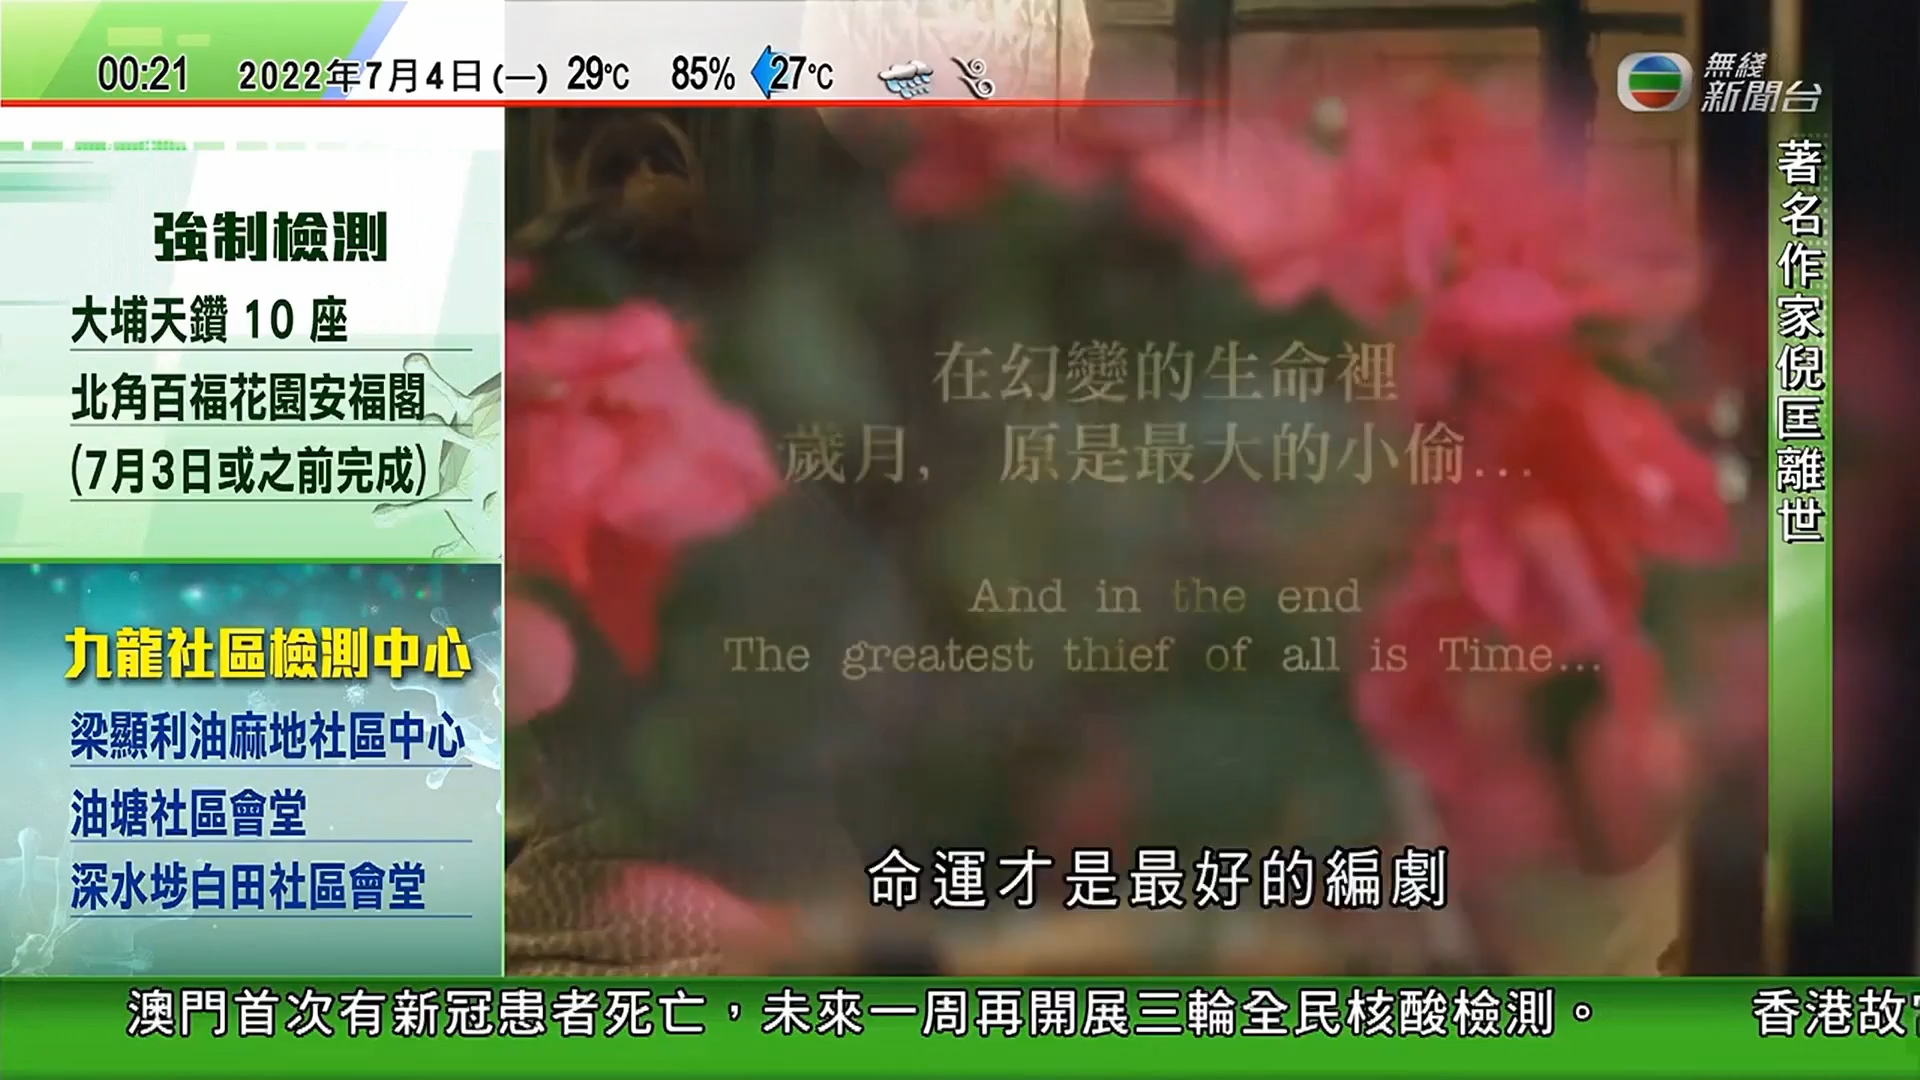 00:21 2022年7月4日(一) 29℃ 85% 27℃
無綫
新聞台
強制檢測
大埔天鑽 10 座
北角百福花園安福閣
(7月3日或之前完成)
九龍社區檢測中心
梁顯利油麻地社區中心
油塘社區會堂
深水埗白田社區會堂
在幻變的生命裡
歲月, 原是最大的小偷...
And in the end
The greatest thief of all is Time...
命運才是最好的編劇
著名作家倪匡離世
澳門首次有新冠患者死亡，未來一周再開展三輪全民核酸檢測。 香港故宮